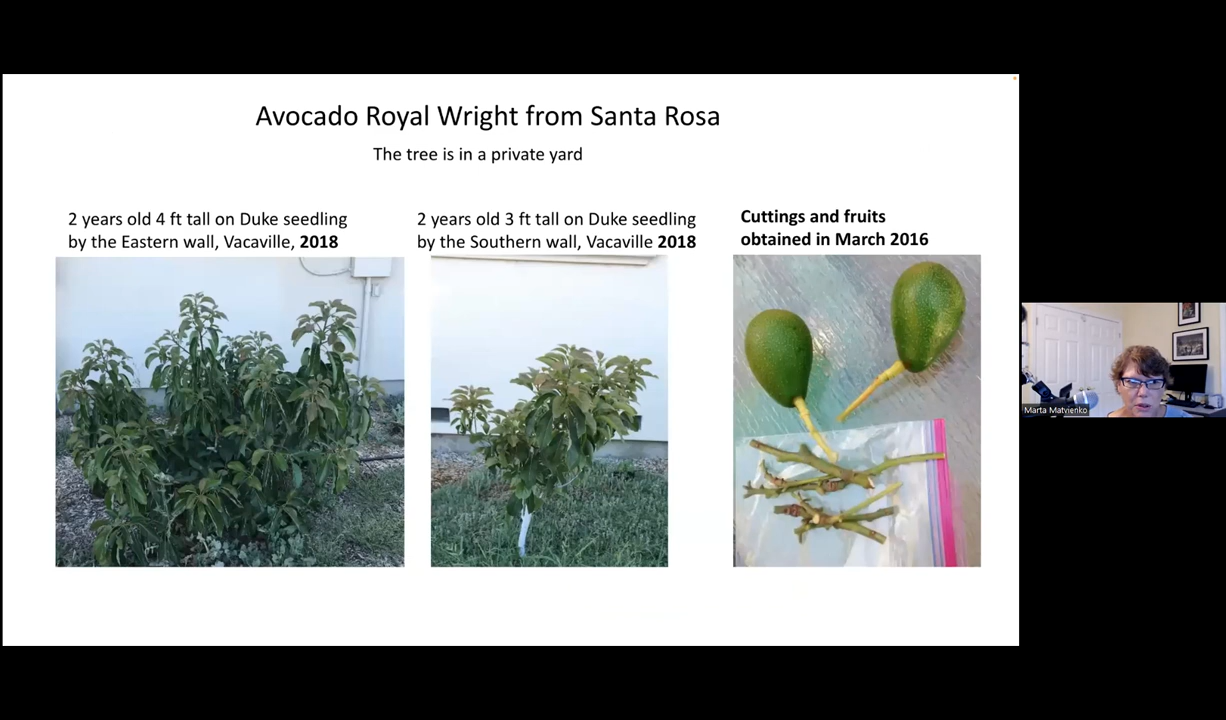 Avocado Royal Wright from Santa Rosa
The tree is in a private yard
2 years old 4 ft tall on Duke seedling
by the Eastern wall, Vacaville, 2018
2 years old 3 ft tall on Duke seedling
by the Southern wall, Vacaville 2018
Cuttings and fruits
obtained in March 2016
Marta Matvienko